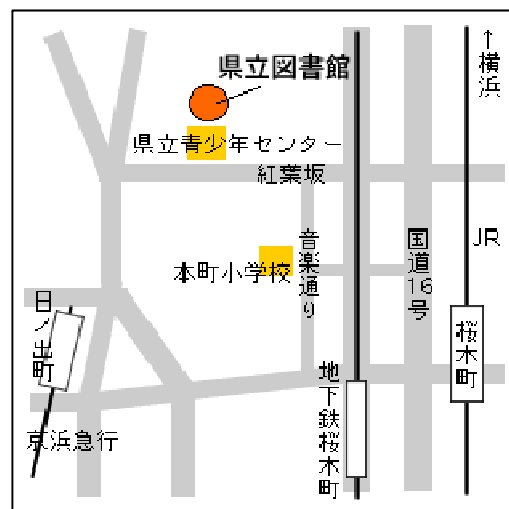 県立図書館
↑横浜
県立青少年センター
紅葉坂
音楽通り
国道16号
JR
本町小学校
日ノ出町
桜木町
地下鉄桜木町
京浜急行